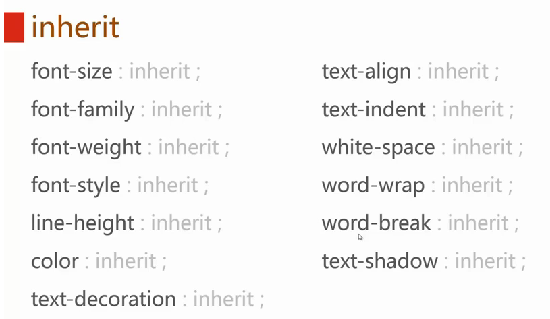 inherit
font-size : inherit ;
font-family : inherit ;
font-weight : inherit ;
font-style : inherit ;
line-height : inherit ;
color : inherit ;
text-decoration : inherit ;
text-align : inherit ;
text-indent : inherit ;
white-space : inherit ;
word-wrap : inherit ;
word-break : inherit ;
text-shadow : inherit ;